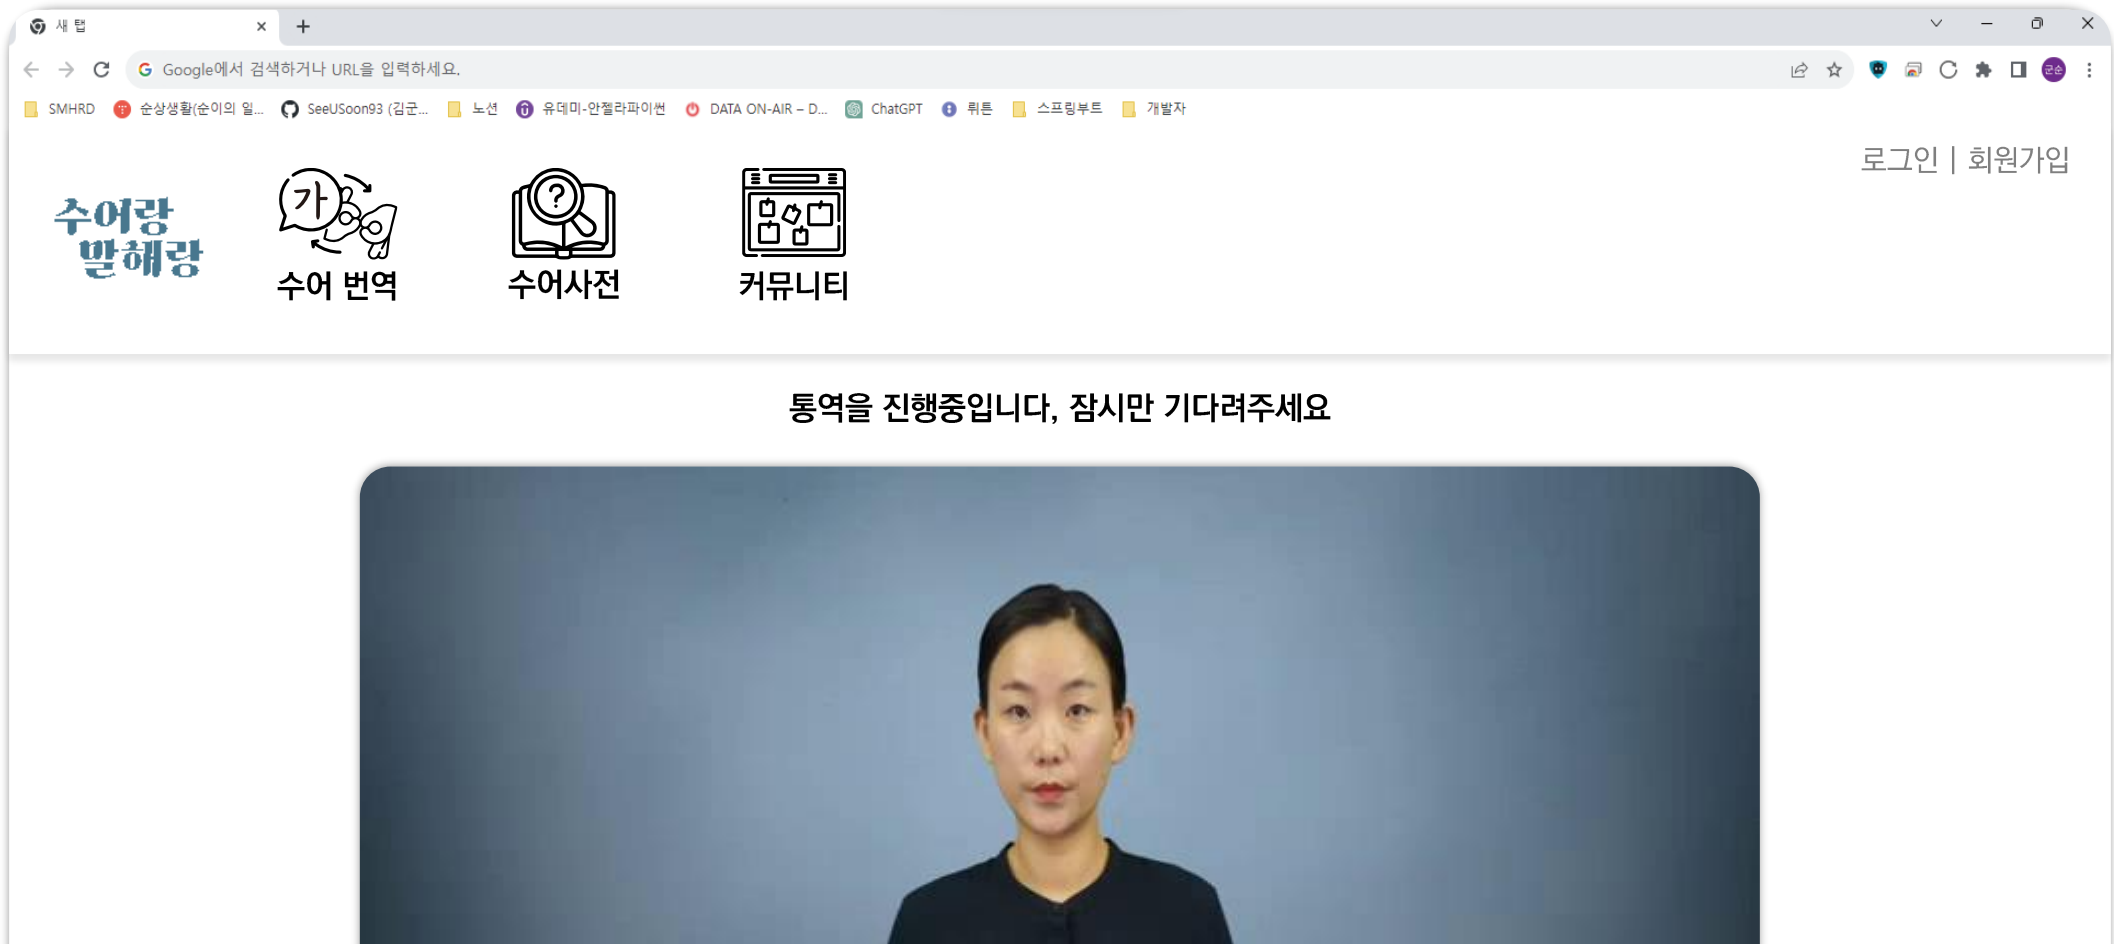 새 탭
Google에서 검색하거나 URL을 입력하세요.
군순
SMHRD 순상생활(순이의 일... SeeUSoon93 (김군... 노션 유데미-안젤라파이썬 DATA ON-AIR – D... ChatGPT 뤼튼 스프링부트 개발자
로그인 | 회원가입
수어랑
말해랑
가
?
수어 번역 수어사전 커뮤니티
통역을 진행중입니다, 잠시만 기다려주세요